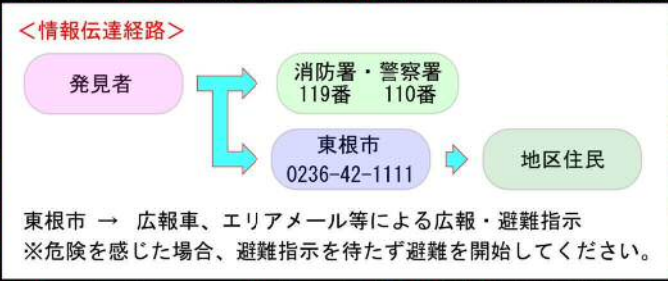 ＜情報伝達経路＞
発見者
消防署・警察署
119番　110番
東根市
0236-42-1111
地区住民
東根市 → 広報車、エリアメール等による広報・避難指示
※危険を感じた場合、避難指示を待たず避難を開始してください。